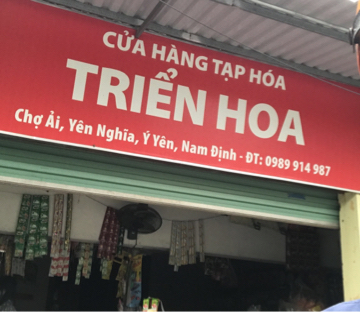 CỬA HÀNG TẠP HÓA
TRIỂN HOA
Chợ Ải, Yên Nghĩa, Ý Yên, Nam Định - ĐT: 0989 914 987